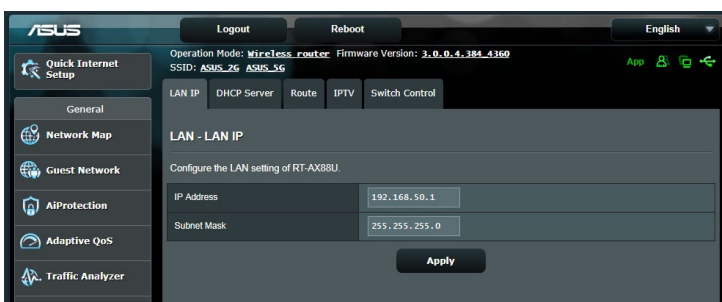 ASUS
Logout
Reboot
English
Quick Internet
Setup
Operation Mode: Wireless router Firmware Version: 3.0.0.4.384_4360
SSID: ASUS_2G ASUS_5G
App
General
Network Map
Guest Network
AiProtection
Adaptive QoS
Traffic Analyzer
LAN IP
DHCP Server
Route
IPTV
Switch Control
LAN - LAN IP
Configure the LAN setting of RT-AX88U.
IP Address
192.168.50.1
Subnet Mask
255.255.255.0
Apply